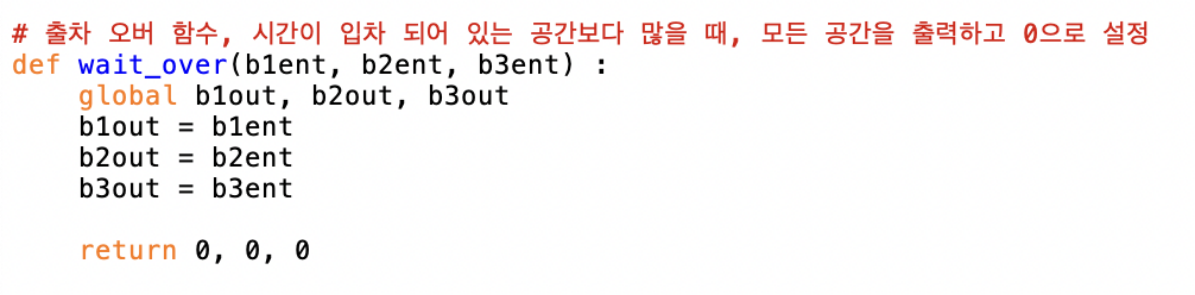 # 출차 오버 함수, 시간이 입차 되어 있는 공간보다 많을 때, 모든 공간을 출력하고 0으로 설정
def wait_over(b1ent, b2ent, b3ent) :
    global b1out, b2out, b3out
    b1out = b1ent
    b2out = b2ent
    b3out = b3ent

    return 0, 0, 0